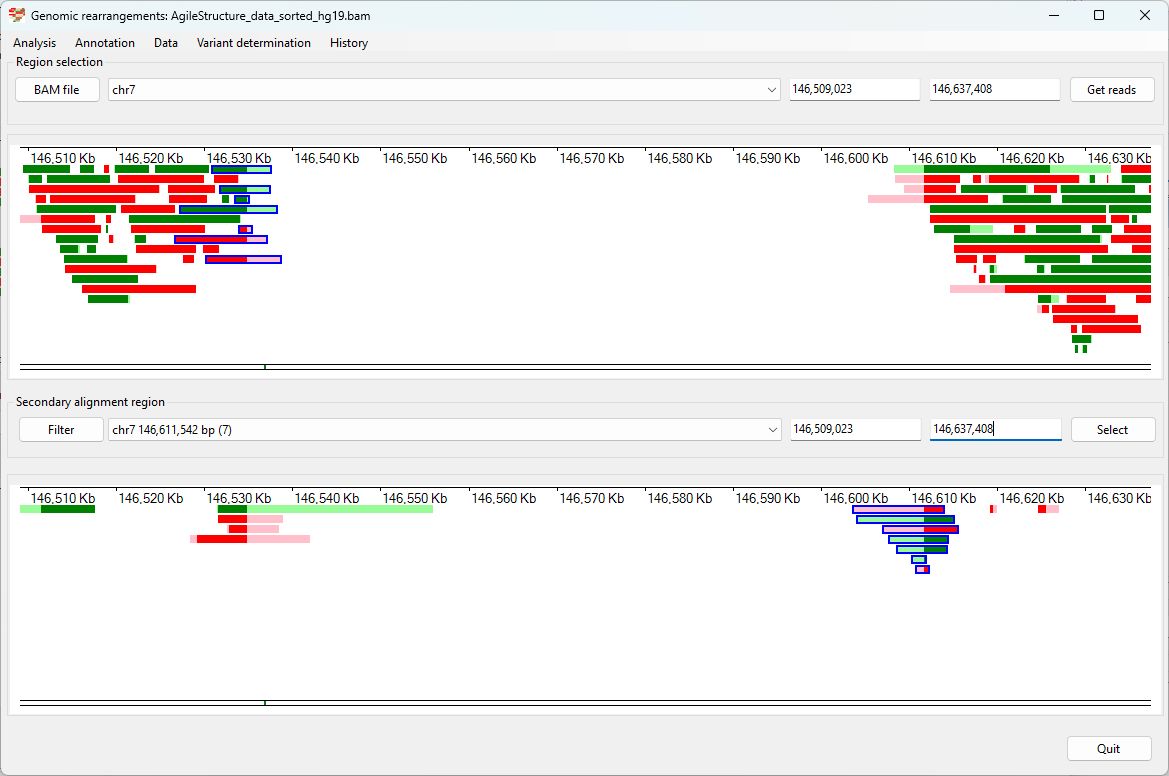 Genomic rearrangements: AgileStructure_data_sorted_hg19.bam
Analysis Annotation Data Variant determination History
Region selection
BAM file chr7 146,509,023 146,637,408 Get reads
146,510 Kb 146,520 Kb 146,530 Kb 146,540 Kb 146,550 Kb 146,560 Kb 146,570 Kb 146,580 Kb 146,590 Kb 146,600 Kb 146,610 Kb 146,620 Kb 146,630 Kb
Secondary alignment region
Filter chr7 146,611,542 bp (7) 146,509,023 146,637,408 Select
146,510 Kb 146,520 Kb 146,530 Kb 146,540 Kb 146,550 Kb 146,560 Kb 146,570 Kb 146,580 Kb 146,590 Kb 146,600 Kb 146,610 Kb 146,620 Kb 146,630 Kb
Quit